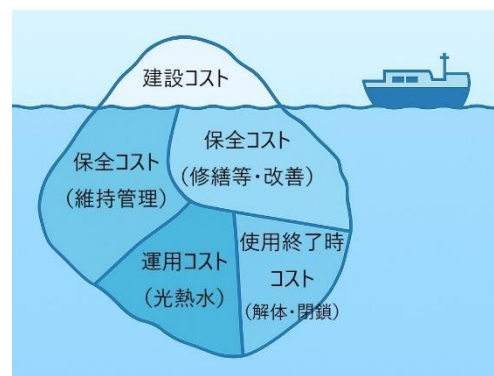 建設コスト
保全コスト
(修繕等・改善)
保全コスト
(維持管理)
運用コスト
(光熱水)
使用終了時
コスト
(解体・閉鎖)